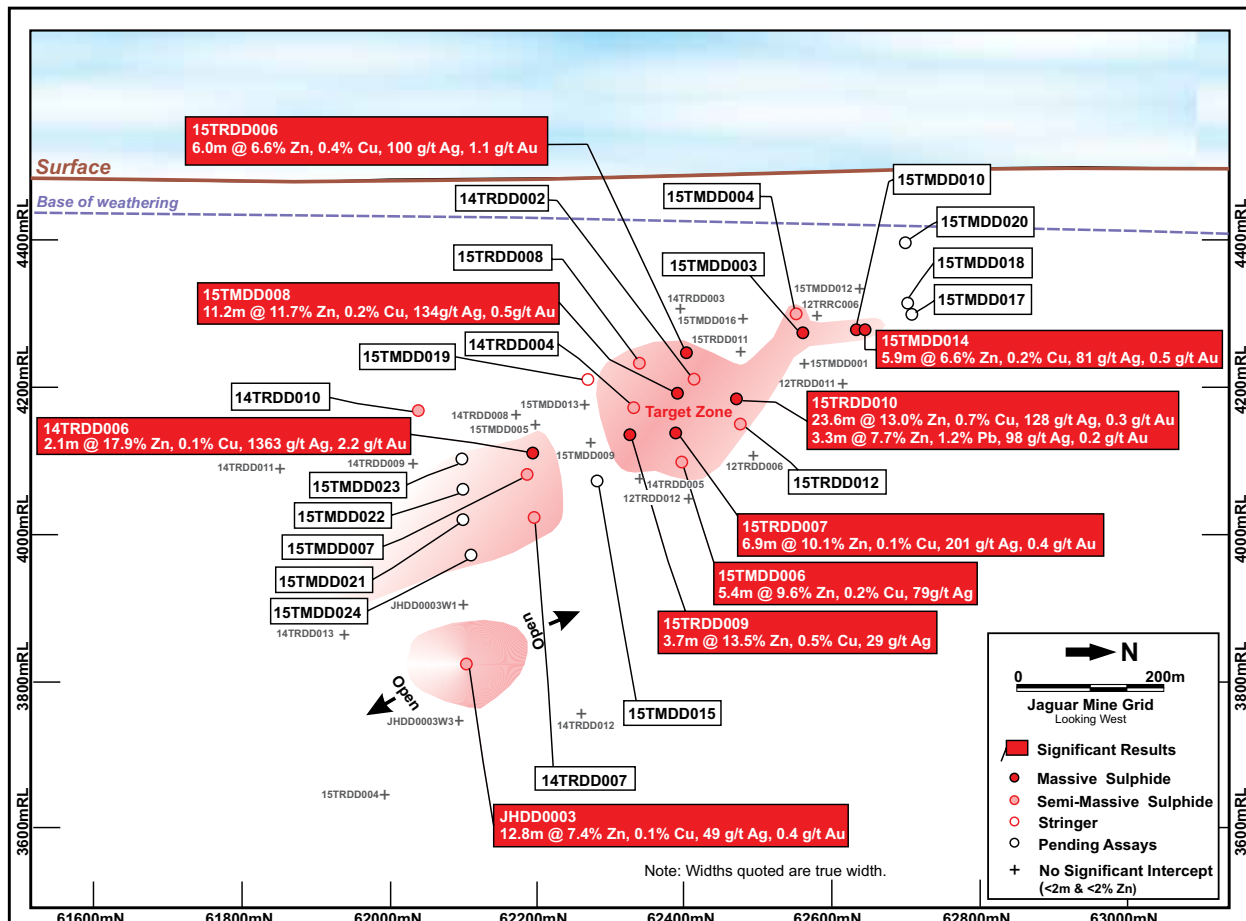 15TRDD006
6.0m @ 6.6% Zn, 0.4% Cu, 100 g/t Ag, 1.1 g/t Au
Surface
Base of weathering
14TRDD002
15TMDD004
15TMDD010
15TMDD020
15TRDD008
15TMDD003
15TMDD018
15TMDD017
15TMDD012
12TRRC006
14TRDD003
15TMDD016
15TRDD011
15TMDD008
11.2m @ 11.7% Zn, 0.2% Cu, 134g/t Ag, 0.5g/t Au
14TRDD004
15TMDD019
15TMDD014
5.9m @ 6.6% Zn, 0.2% Cu, 81 g/t Ag, 0.5 g/t Au
15TMDD001
12TRDD011
14TRDD010
15TMDD013
Target Zone
15TRDD010
23.6m @ 13.0% Zn, 0.7% Cu, 128 g/t Ag, 0.3 g/t Au
3.3m @ 7.7% Zn, 1.2% Pb, 98 g/t Ag, 0.2 g/t Au
14TRDD006
2.1m @ 17.9% Zn, 0.1% Cu, 1363 g/t Ag, 2.2 g/t Au
14TRDD008
15TMDD005
15TMDD009
14TRDD011
14TRDD009
12TRDD006
14TRDD005
12TRDD012
15TRDD012
15TMDD023
15TMDD022
15TMDD007
15TMDD021
15TMDD024
15TRDD007
6.9m @ 10.1% Zn, 0.1% Cu, 201 g/t Ag, 0.4 g/t Au
15TMDD006
5.4m @ 9.6% Zn, 0.2% Cu, 79g/t Ag
15TRDD009
3.7m @ 13.5% Zn, 0.5% Cu, 29 g/t Ag
JHDD0003W1
14TRDD013
Open
Open
JHDD0003W3
14TRDD012
15TMDD015
14TRDD007
15TRDD004
JHDD0003
12.8m @ 7.4% Zn, 0.1% Cu, 49 g/t Ag, 0.4 g/t Au
Note: Widths quoted are true width.
N
0 200m
Jaguar Mine Grid
Looking West
Significant Results
Massive Sulphide
Semi-Massive Sulphide
Stringer
Pending Assays
No Significant Intercept
(<2m & <2% Zn)
4400mRL
4200mRL
4000mRL
3800mRL
3600mRL
4400mRL
4200mRL
4000mRL
3800mRL
3600mRL
61600mN 61800mN 62000mN 62200mN 62400mN 62600mN 62800mN 63000mN